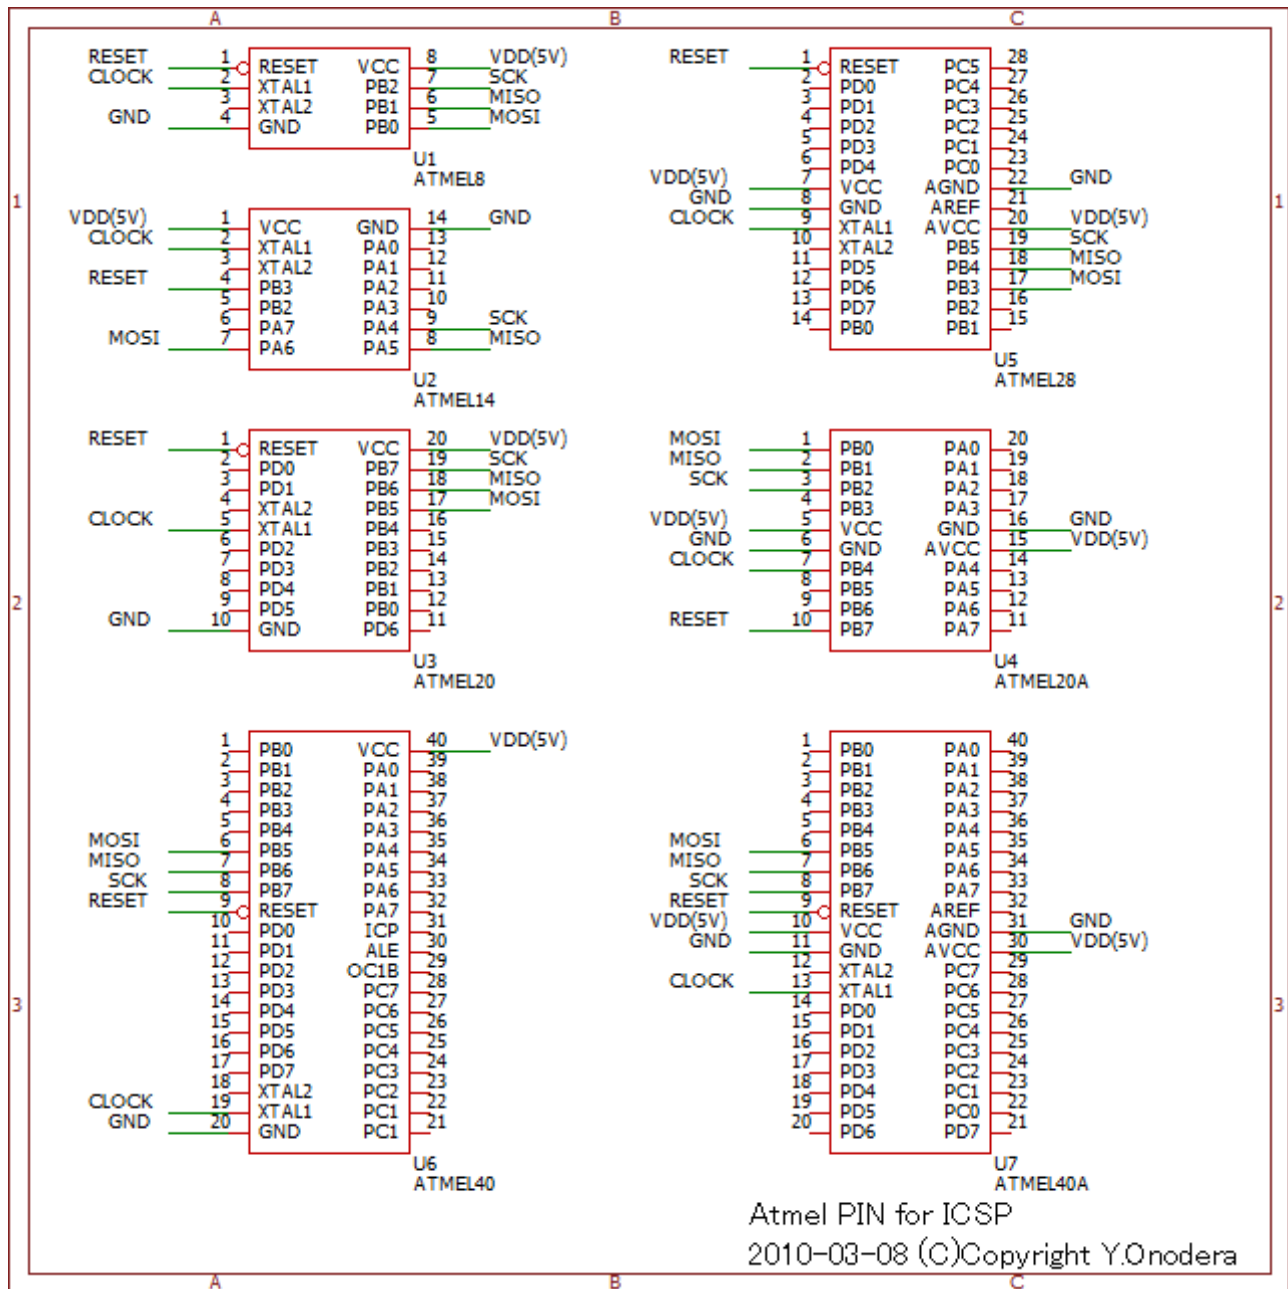 A B C
1 1
2 2
3 3
A B C
RESET 1 RESET VCC 8 VDD(5V)
CLOCK 2 XTAL1 PB2 7 SCK
3 XTAL2 PB1 6 MISO
GND 4 GND PB0 5 MOSI
U1
ATMEL8
VDD(5V) 1 VCC GND 14 GND
CLOCK 2 XTAL1 PA0 13
3 XTAL2 PA1 12
RESET 4 PB3 PA2 11
5 PB2 PA3 10
6 PA7 PA4 9 SCK
MOSI 7 PA6 PA5 8 MISO
U2
ATMEL14
RESET 1 RESET PC5 28
2 PD0 PC4 27
3 PD1 PC3 26
4 PD2 PC2 25
5 PD3 PC1 24
6 PD4 PC0 23
VDD(5V) 7 VCC AGND 22 GND
GND 8 GND AREF 21
CLOCK 9 XTAL1 AVCC 20 VDD(5V)
10 XTAL2 PB5 19 SCK
11 PD5 PB4 18 MISO
12 PD6 PB3 17 MOSI
13 PD7 PB2 16
14 PB0 PB1 15
U5
ATMEL28
RESET 1 RESET VCC 20 VDD(5V)
2 PD0 PB7 19 SCK
3 PD1 PB6 18 MISO
4 XTAL2 PB5 17 MOSI
CLOCK 5 XTAL1 PB4 16
6 PD2 PB3 15
7 PD3 PB2 14
8 PD4 PB1 13
9 PD5 PB0 12
GND 10 GND PD6 11
U3
ATMEL20
MOSI 1 PB0 PA0 20
MISO 2 PB1 PA1 19
SCK 3 PB2 PA2 18
4 PB3 PA3 17
VDD(5V) 5 VCC GND 16 GND
GND 6 GND AVCC 15 VDD(5V)
CLOCK 7 PB4 PA4 14
8 PB5 PA5 13
9 PB6 PA6 12
RESET 10 PB7 PA7 11
U4
ATMEL20A
1 PB0 VCC 40 VDD(5V)
2 PB1 PA0 39
3 PB2 PA1 38
4 PB3 PA2 37
5 PB4 PA3 36
MOSI 6 PB5 PA4 35
MISO 7 PB6 PA5 34
SCK 8 PB7 PA6 33
RESET 9 RESET PA7 32
10 PD0 ICP 31
11 PD1 ALE 30
12 PD2 OC1B 29
13 PD3 PC7 28
14 PD4 PC6 27
15 PD5 PC5 26
16 PD6 PC4 25
17 PD7 PC3 24
18 XTAL2 PC2 23
CLOCK 19 XTAL1 PC1 22
GND 20 GND PC1 21
U6
ATMEL40
1 PB0 PA0 40
2 PB1 PA1 39
3 PB2 PA2 38
4 PB3 PA3 37
5 PB4 PA4 36
MOSI 6 PB5 PA5 35
MISO 7 PB6 PA6 34
SCK 8 PB7 PA7 33
RESET 9 RESET AREF 32
VDD(5V) 10 VCC AGND 31 GND
GND 11 GND AVCC 30 VDD(5V)
12 XTAL2 PC7 29
CLOCK 13 XTAL1 PC6 28
14 PD0 PC5 27
15 PD1 PC4 26
16 PD2 PC3 25
17 PD3 PC2 24
18 PD4 PC1 23
19 PD5 PC0 22
20 PD6 PD7 21
U7
ATMEL40A
Atmel PIN for ICSP
2010-03-08 (C)Copyright Y.Onodera